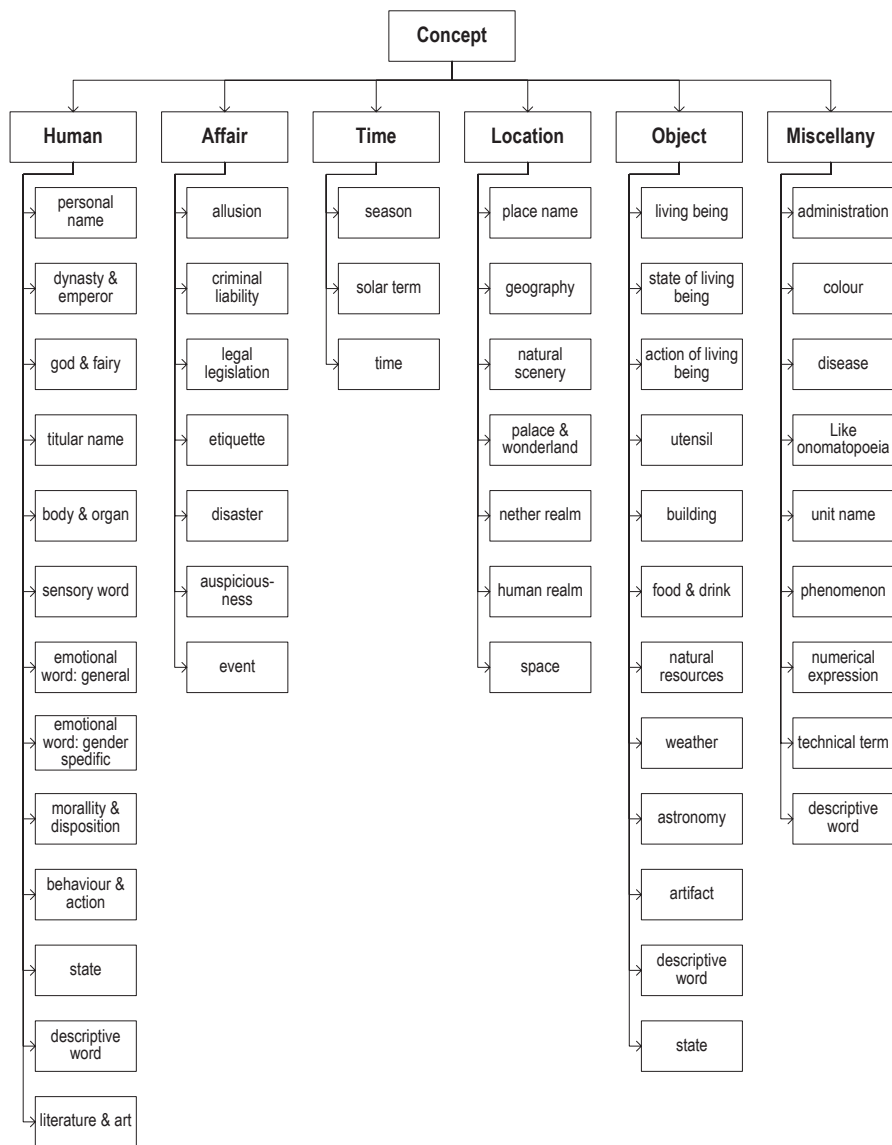 Concept
Human
Affair
Time
Location
Object
Miscellany
personal
name
dynasty &
emperor
god & fairy
titular name
body & organ
sensory word
emotional
word: general
emotional
word: gender
spedific
morallity &
disposition
behaviour &
action
state
descriptive
word
literature & art
allusion
criminal
liability
legal
legislation
etiquette
disaster
auspicious-
ness
event
season
solar term
time
place name
geography
natural
scenery
palace &
wonderland
nether realm
human realm
space
living being
state of living
being
action of living
being
utensil
building
food & drink
natural
resources
weather
astronomy
artifact
descriptive
word
state
administration
colour
disease
Like
onomatopoeia
unit name
phenomenon
numerical
expression
technical term
descriptive
word